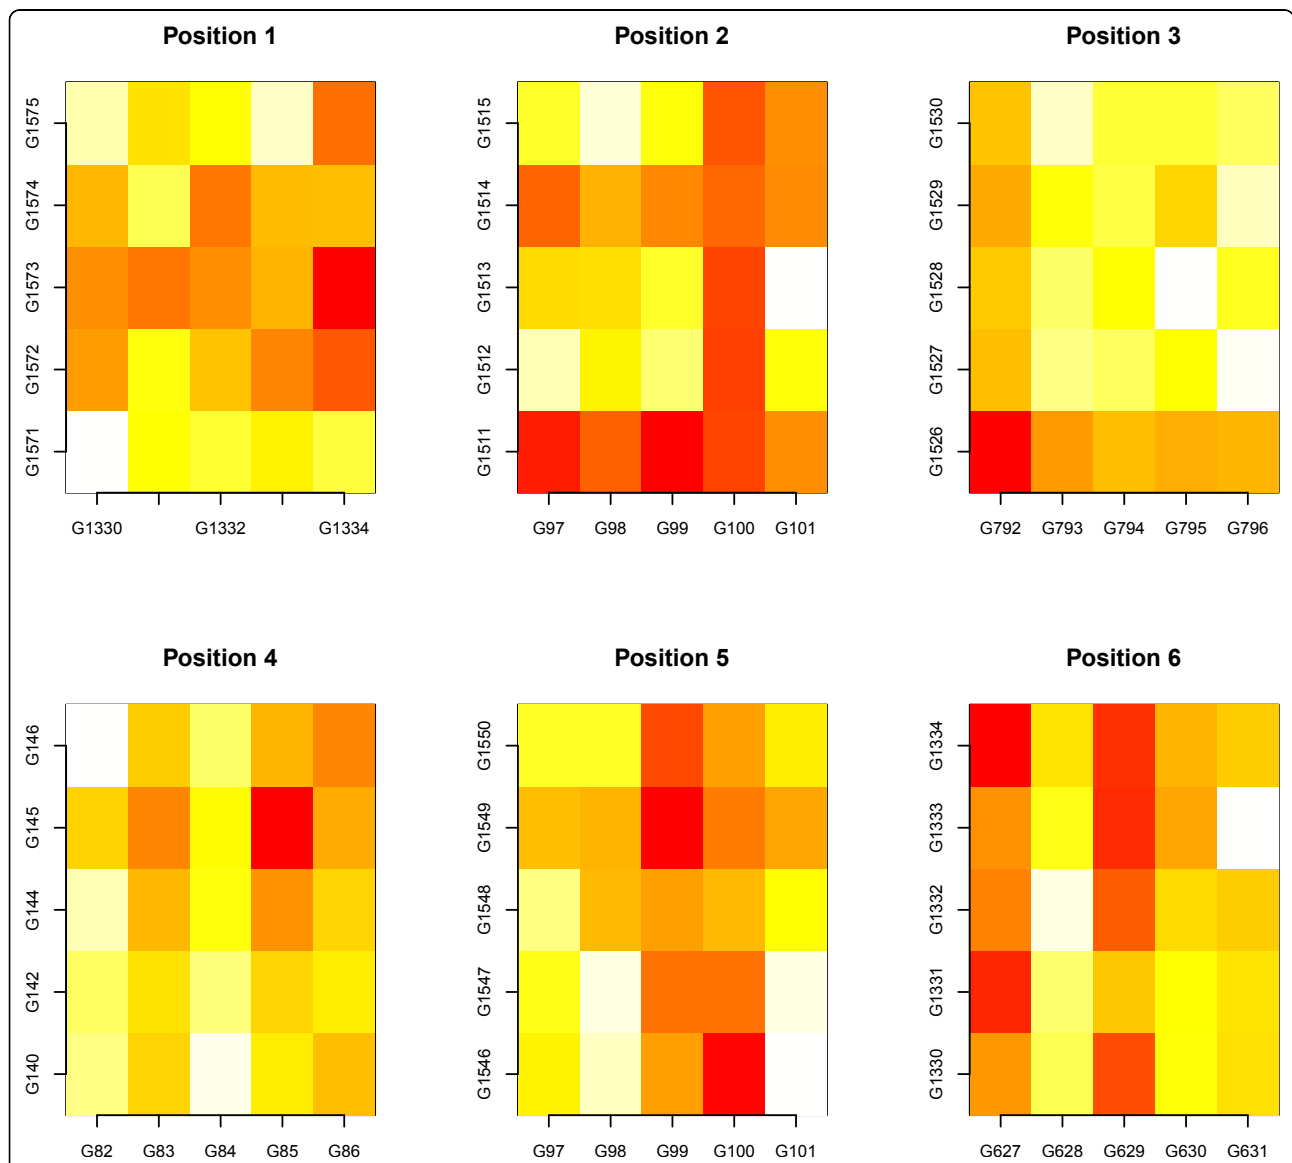 Position 1
G1575
G1574
G1573
G1572
G1571
G1330 G1332 G1334
Position 2
G1515
G1514
G1513
G1512
G1511
G97 G98 G99 G100 G101
Position 3
G1530
G1529
G1528
G1527
G1526
G792 G793 G794 G795 G796
Position 4
G146
G145
G144
G142
G140
G82 G83 G84 G85 G86
Position 5
G1550
G1549
G1548
G1547
G1546
G97 G98 G99 G100 G101
Position 6
G1334
G1333
G1332
G1331
G1330
G627 G628 G629 G630 G631